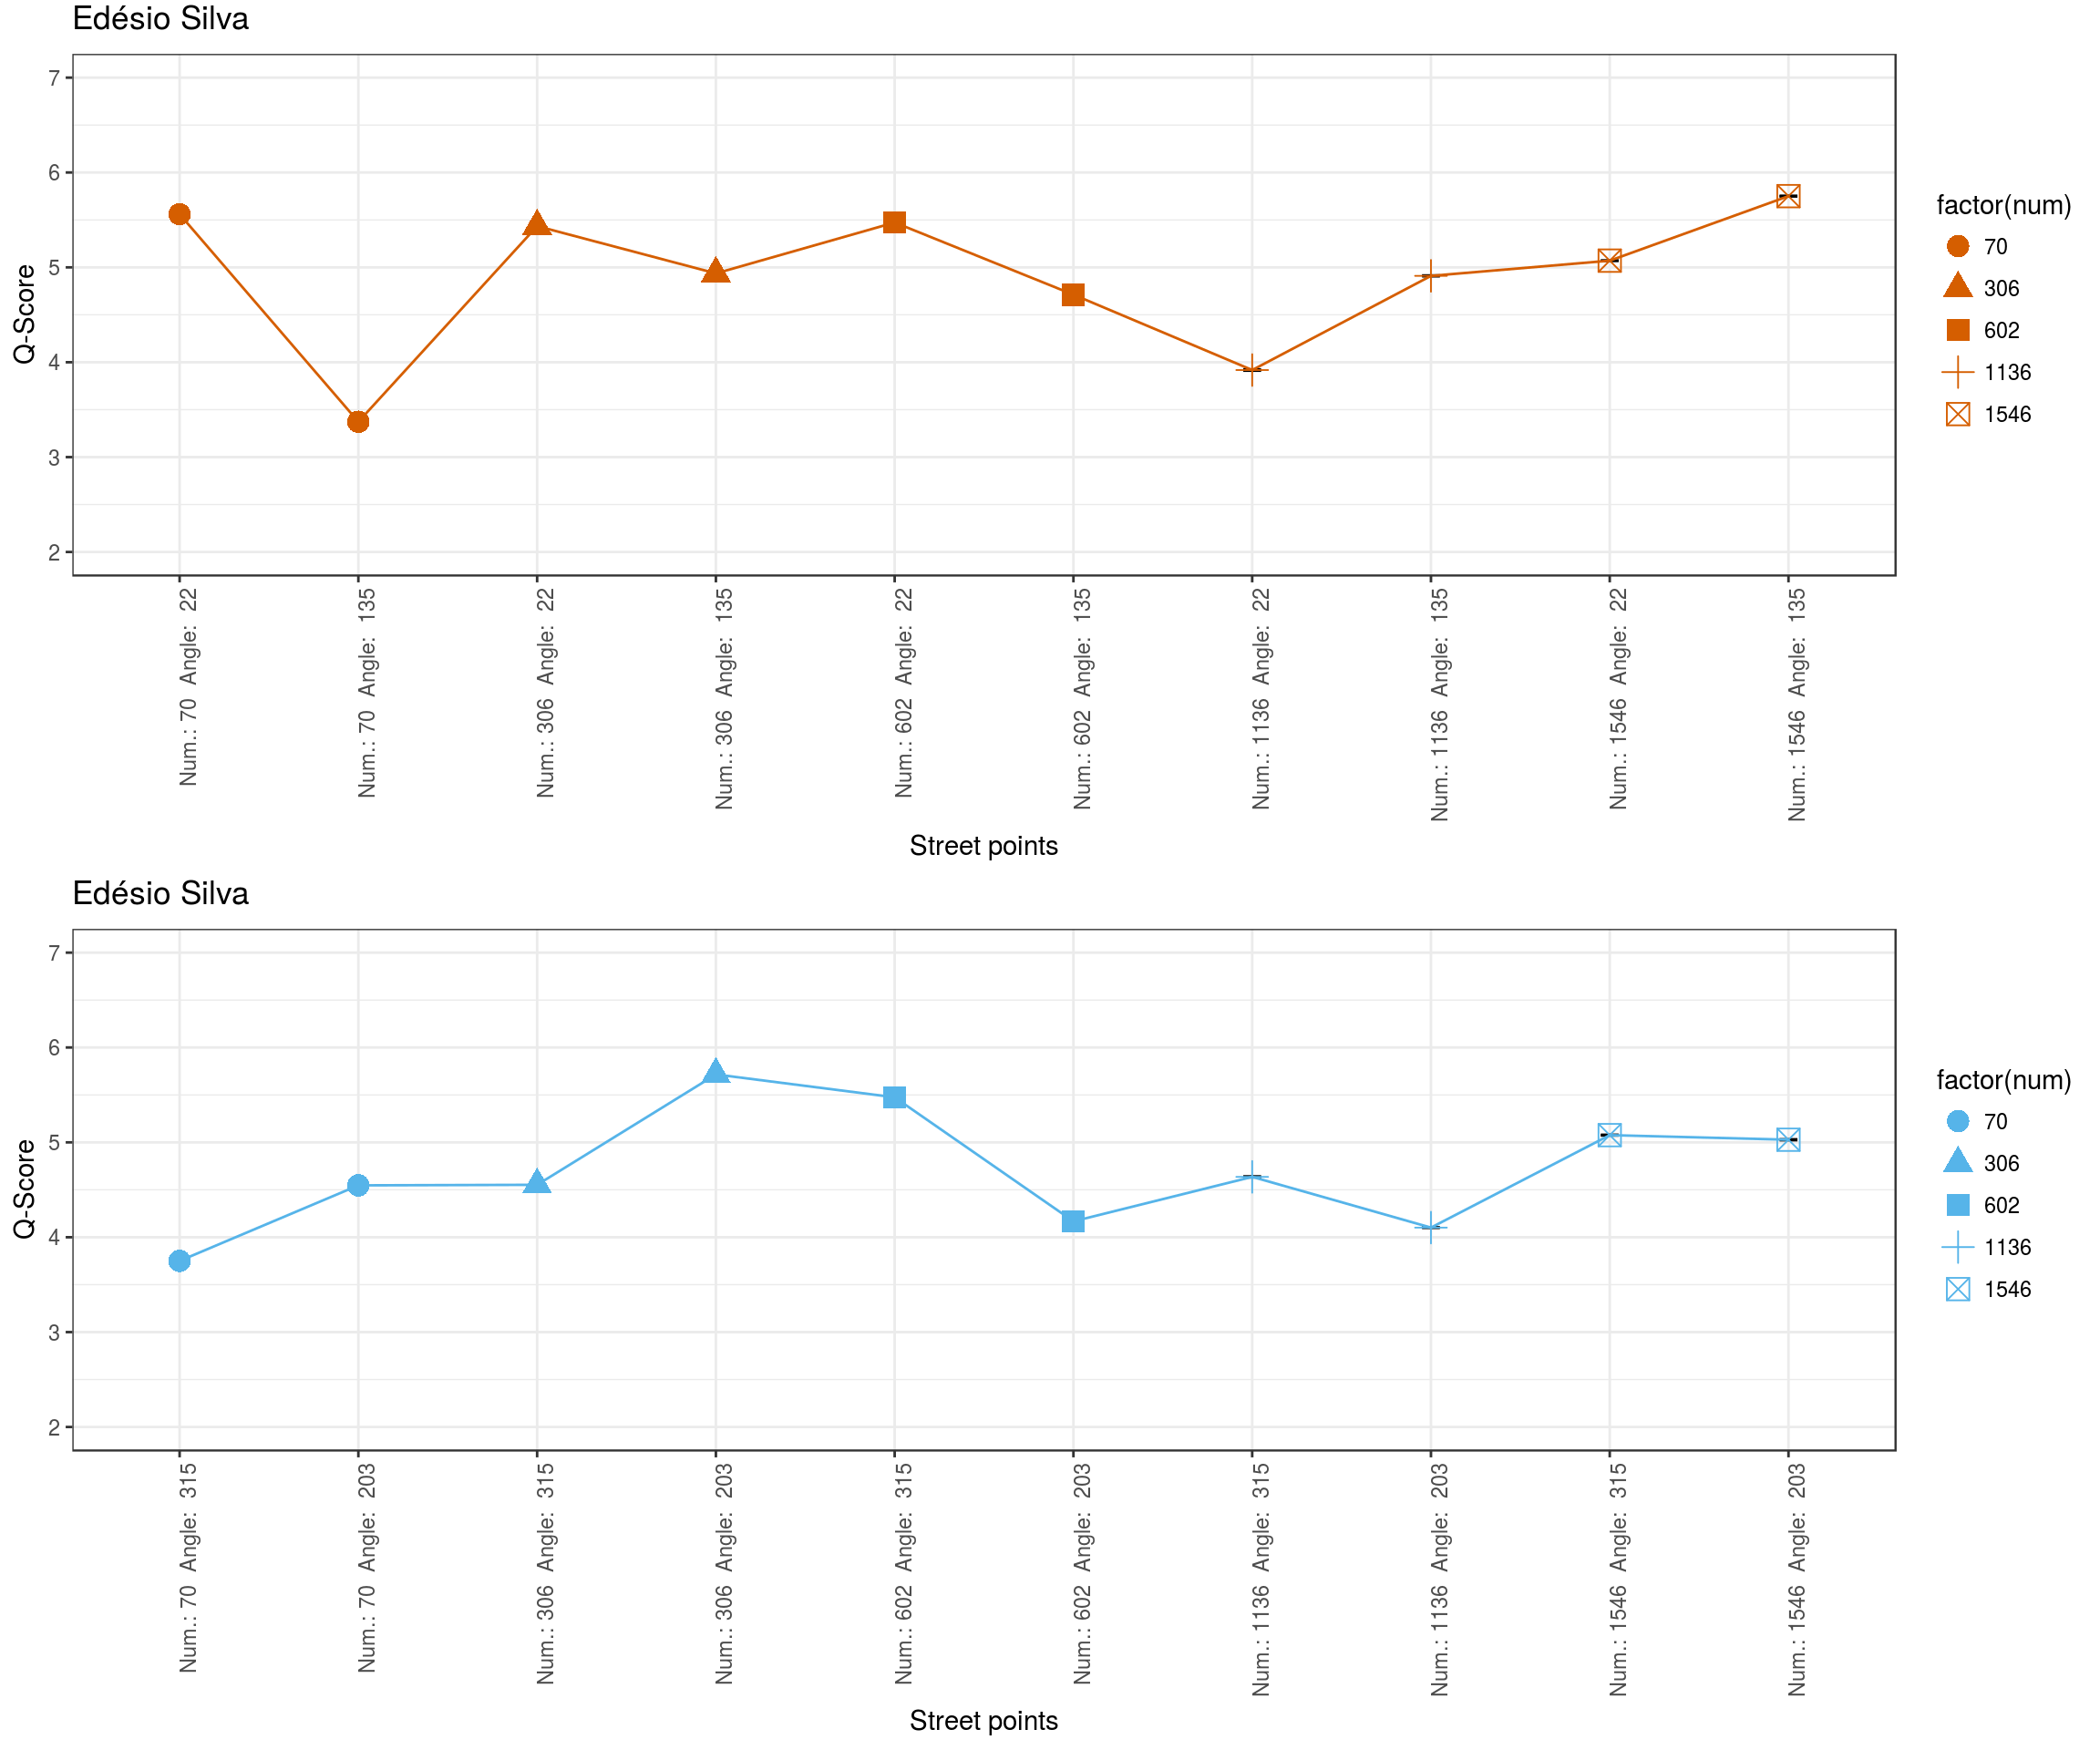 Edésio Silva
7
6
5
4
3
2
Q-Score
Num.: 70  Angle:  22
Num.: 70  Angle:  135
Num.: 306  Angle:  22
Num.: 306  Angle:  135
Num.: 602  Angle:  22
Num.: 602  Angle:  135
Num.: 1136  Angle:  22
Num.: 1136  Angle:  135
Num.: 1546  Angle:  22
Num.: 1546  Angle:  135
Street points
factor(num)
70
306
602
1136
1546
Edésio Silva
7
6
5
4
3
2
Q-Score
Num.: 70  Angle:  315
Num.: 70  Angle:  203
Num.: 306  Angle:  315
Num.: 306  Angle:  203
Num.: 602  Angle:  315
Num.: 602  Angle:  203
Num.: 1136  Angle:  315
Num.: 1136  Angle:  203
Num.: 1546  Angle:  315
Num.: 1546  Angle:  203
Street points
factor(num)
70
306
602
1136
1546